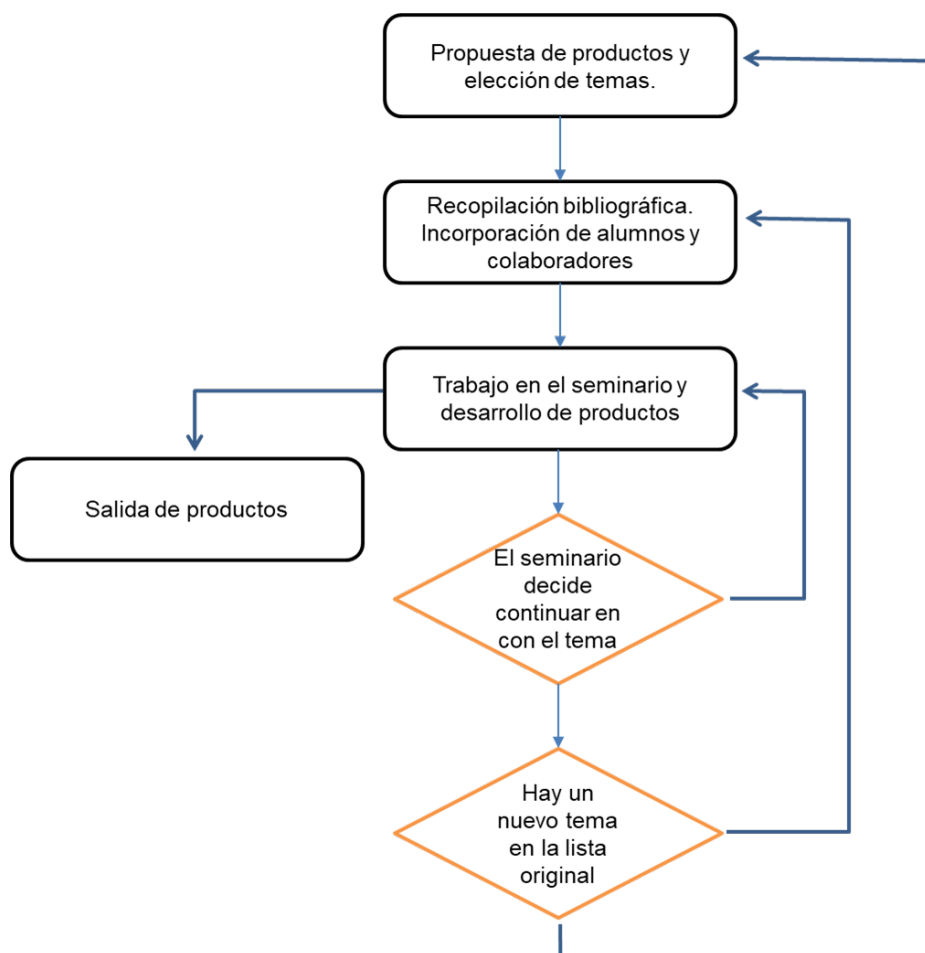 Propuesta de productos y
elección de temas.
Recopilación bibliográfica.
Incorporación de alumnos y
colaboradores
Trabajo en el seminario y
desarrollo de productos
Salida de productos
El seminario
decide
continuar en
con el tema
Hay un
nuevo tema
en la lista
original